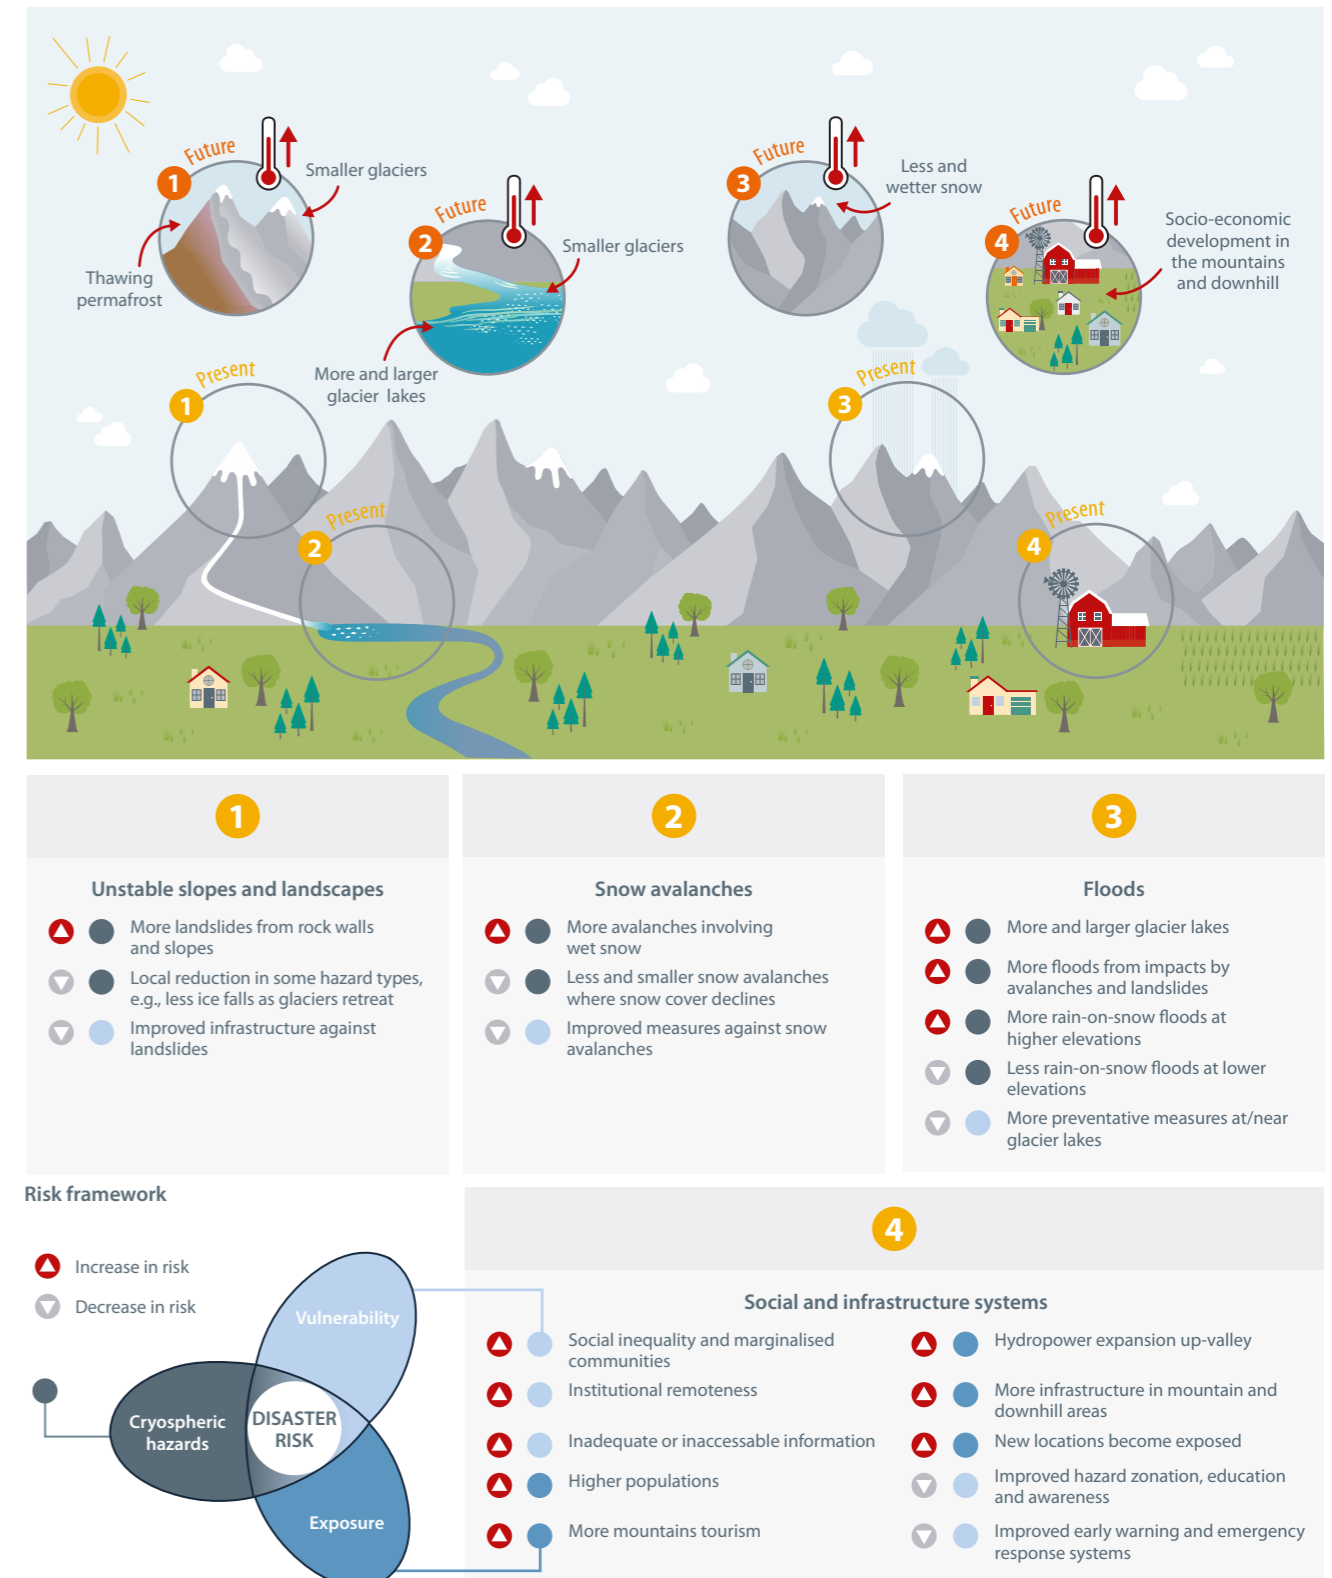 Future
1
Smaller glaciers
Thawing
permafrost
Future
2
Smaller glaciers
More and larger
glacier lakes
Future
3
Less and
wetter snow
Future
4
Socio-economic
development in
the mountains
and downhill
Present
1
Present
2
Present
3
Present
4
1
Unstable slopes and landscapes
More landslides from rock walls
and slopes
Local reduction in some hazard types,
e.g., less ice falls as glaciers retreat
Improved infrastructure against
landslides
2
Snow avalanches
More avalanches involving
wet snow
Less and smaller snow avalanches
where snow cover declines
Improved measures against snow
avalanches
3
Floods
More and larger glacier lakes
More floods from impacts by
avalanches and landslides
More rain-on-snow floods at
higher elevations
Less rain-on-snow floods at lower
elevations
More preventative measures at/near
glacier lakes
Risk framework
Increase in risk
Decrease in risk
Vulnerability
Cryospheric
hazards
DISASTER
RISK
Exposure
4
Social and infrastructure systems
Social inequality and marginalised
communities
Institutional remoteness
Inadequate or inaccessable information
Higher populations
More mountains tourism
Hydropower expansion up-valley
More infrastructure in mountain and
downhill areas
New locations become exposed
Improved hazard zonation, education
and awareness
Improved early warning and emergency
response systems